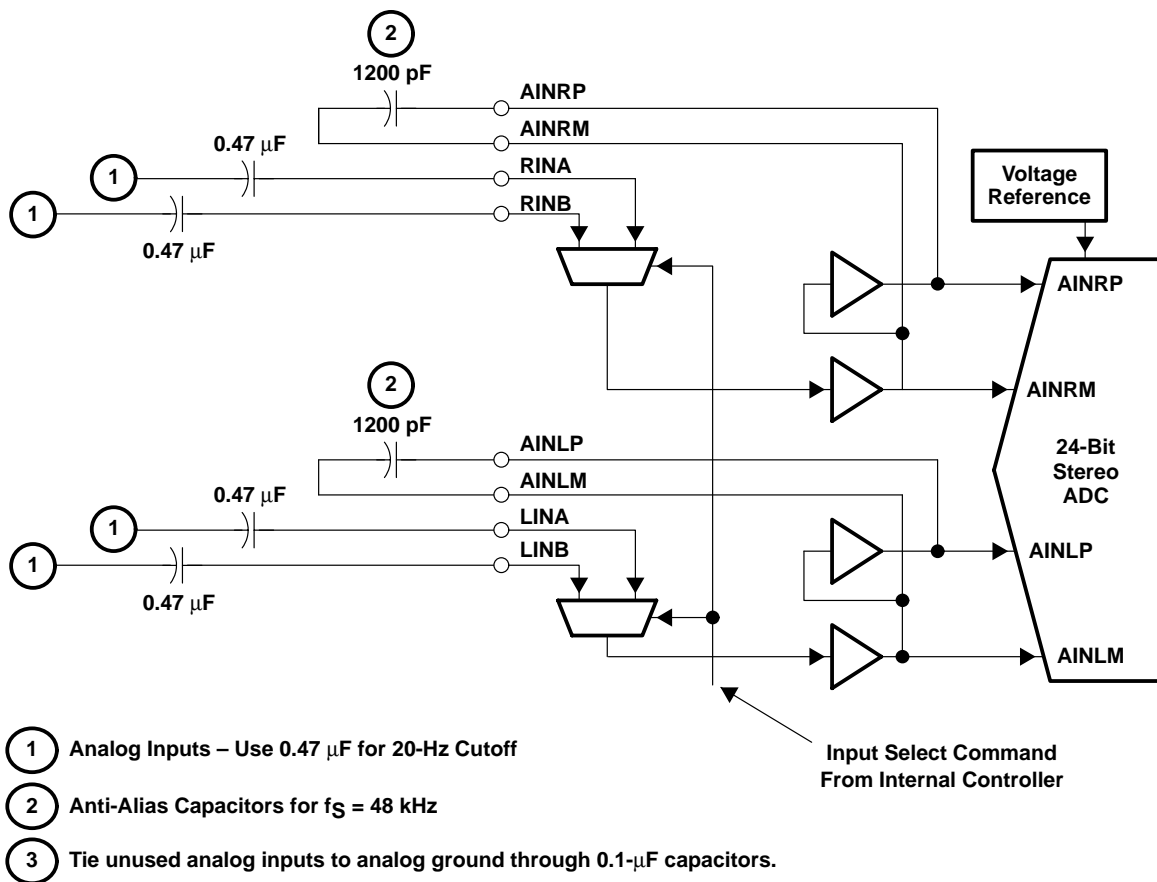 2
1200 pF
AINRP
AINRM
0.47 μF
1
RINA
1
RINB
0.47 μF
Voltage
Reference
AINRP
AINRM
2
1200 pF
AINLP
AINLM
0.47 μF
1
LINA
1
LINB
0.47 μF
24-Bit
Stereo
ADC
AINLP
AINLM
Input Select Command
From Internal Controller
1 Analog Inputs – Use 0.47 μF for 20-Hz Cutoff
2 Anti-Alias Capacitors for fS = 48 kHz
3 Tie unused analog inputs to analog ground through 0.1-μF capacitors.